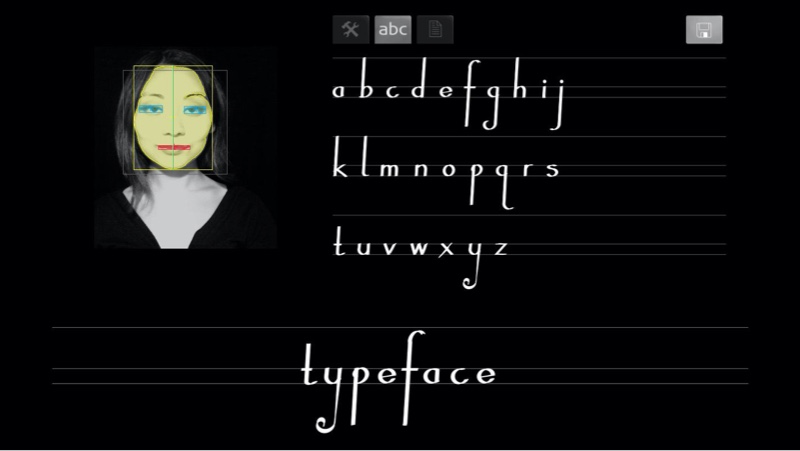 abc
a b c d e f g h i j
k l m n o p q r s
t u v w x y z
typeface